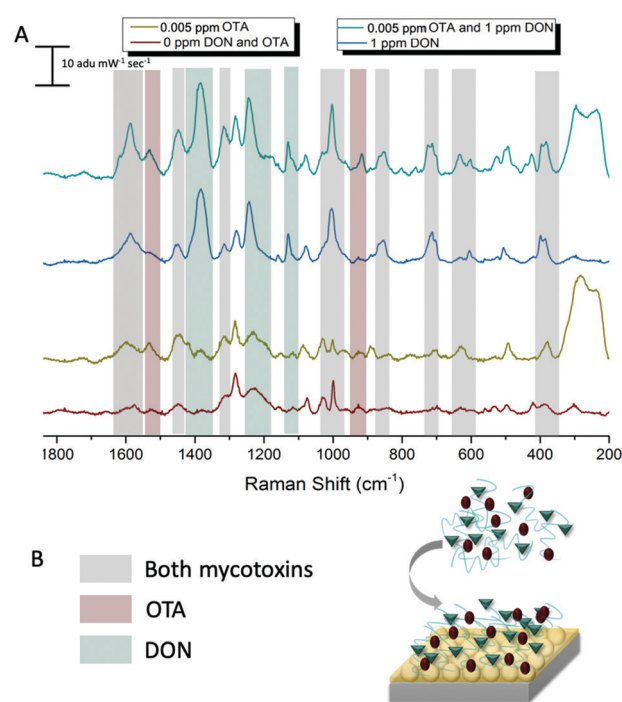 A
0.005 ppm OTA
0 ppm DON and OTA
0.005 ppm OTA and 1 ppm DON
1 ppm DON
10 adu mW⁻¹ sec⁻¹
1800 1600 1400 1200 1000 800 600 400 200
Raman Shift (cm⁻¹)
B
Both mycotoxins
OTA
DON